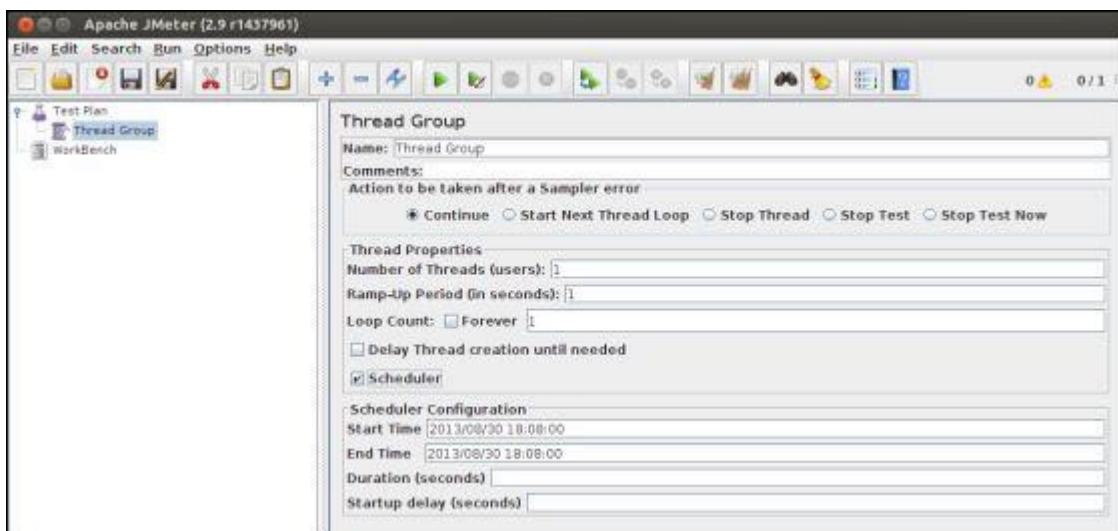 Apache JMeter (2.9 r1437961)
File Edit Search Run Options Help
0 0/1
Test Plan
Thread Group
WorkBench
Thread Group
Name: Thread Group
Comments:
Action to be taken after a Sampler error
Continue Start Next Thread Loop Stop Thread Stop Test Stop Test Now
Thread Properties
Number of Threads (users): 1
Ramp-Up Period (in seconds): 1
Loop Count: Forever 1
Delay Thread creation until needed
Scheduler
Scheduler Configuration
Start Time 2013/08/30 18:08:00
End Time 2013/08/30 18:08:00
Duration (seconds)
Startup delay (seconds)